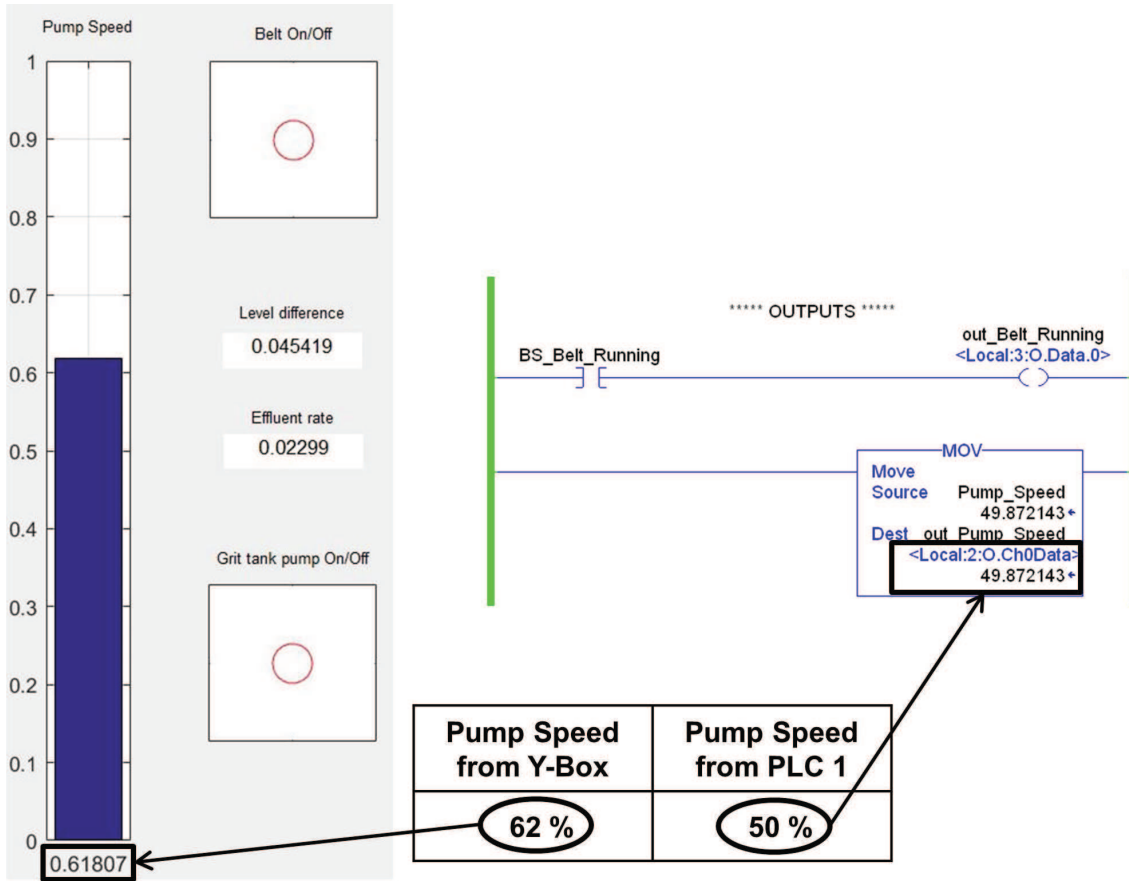 Pump Speed
1
0.9
0.8
0.7
0.6
0.5
0.4
0.3
0.2
0.1
0
0.61807
Belt On/Off
Level difference
0.045419
Effluent rate
0.02299
Grit tank pump On/Off
***** OUTPUTS *****
BS_Belt_Running
out_Belt_Running
<Local:3:O.Data.0>
MOV
Move
Source Pump_Speed
49.872143
Dest out_Pump_Speed
<Local:2:O.Ch0Data>
49.872143
Pump Speed from Y-Box
Pump Speed from PLC 1
62 %
50 %